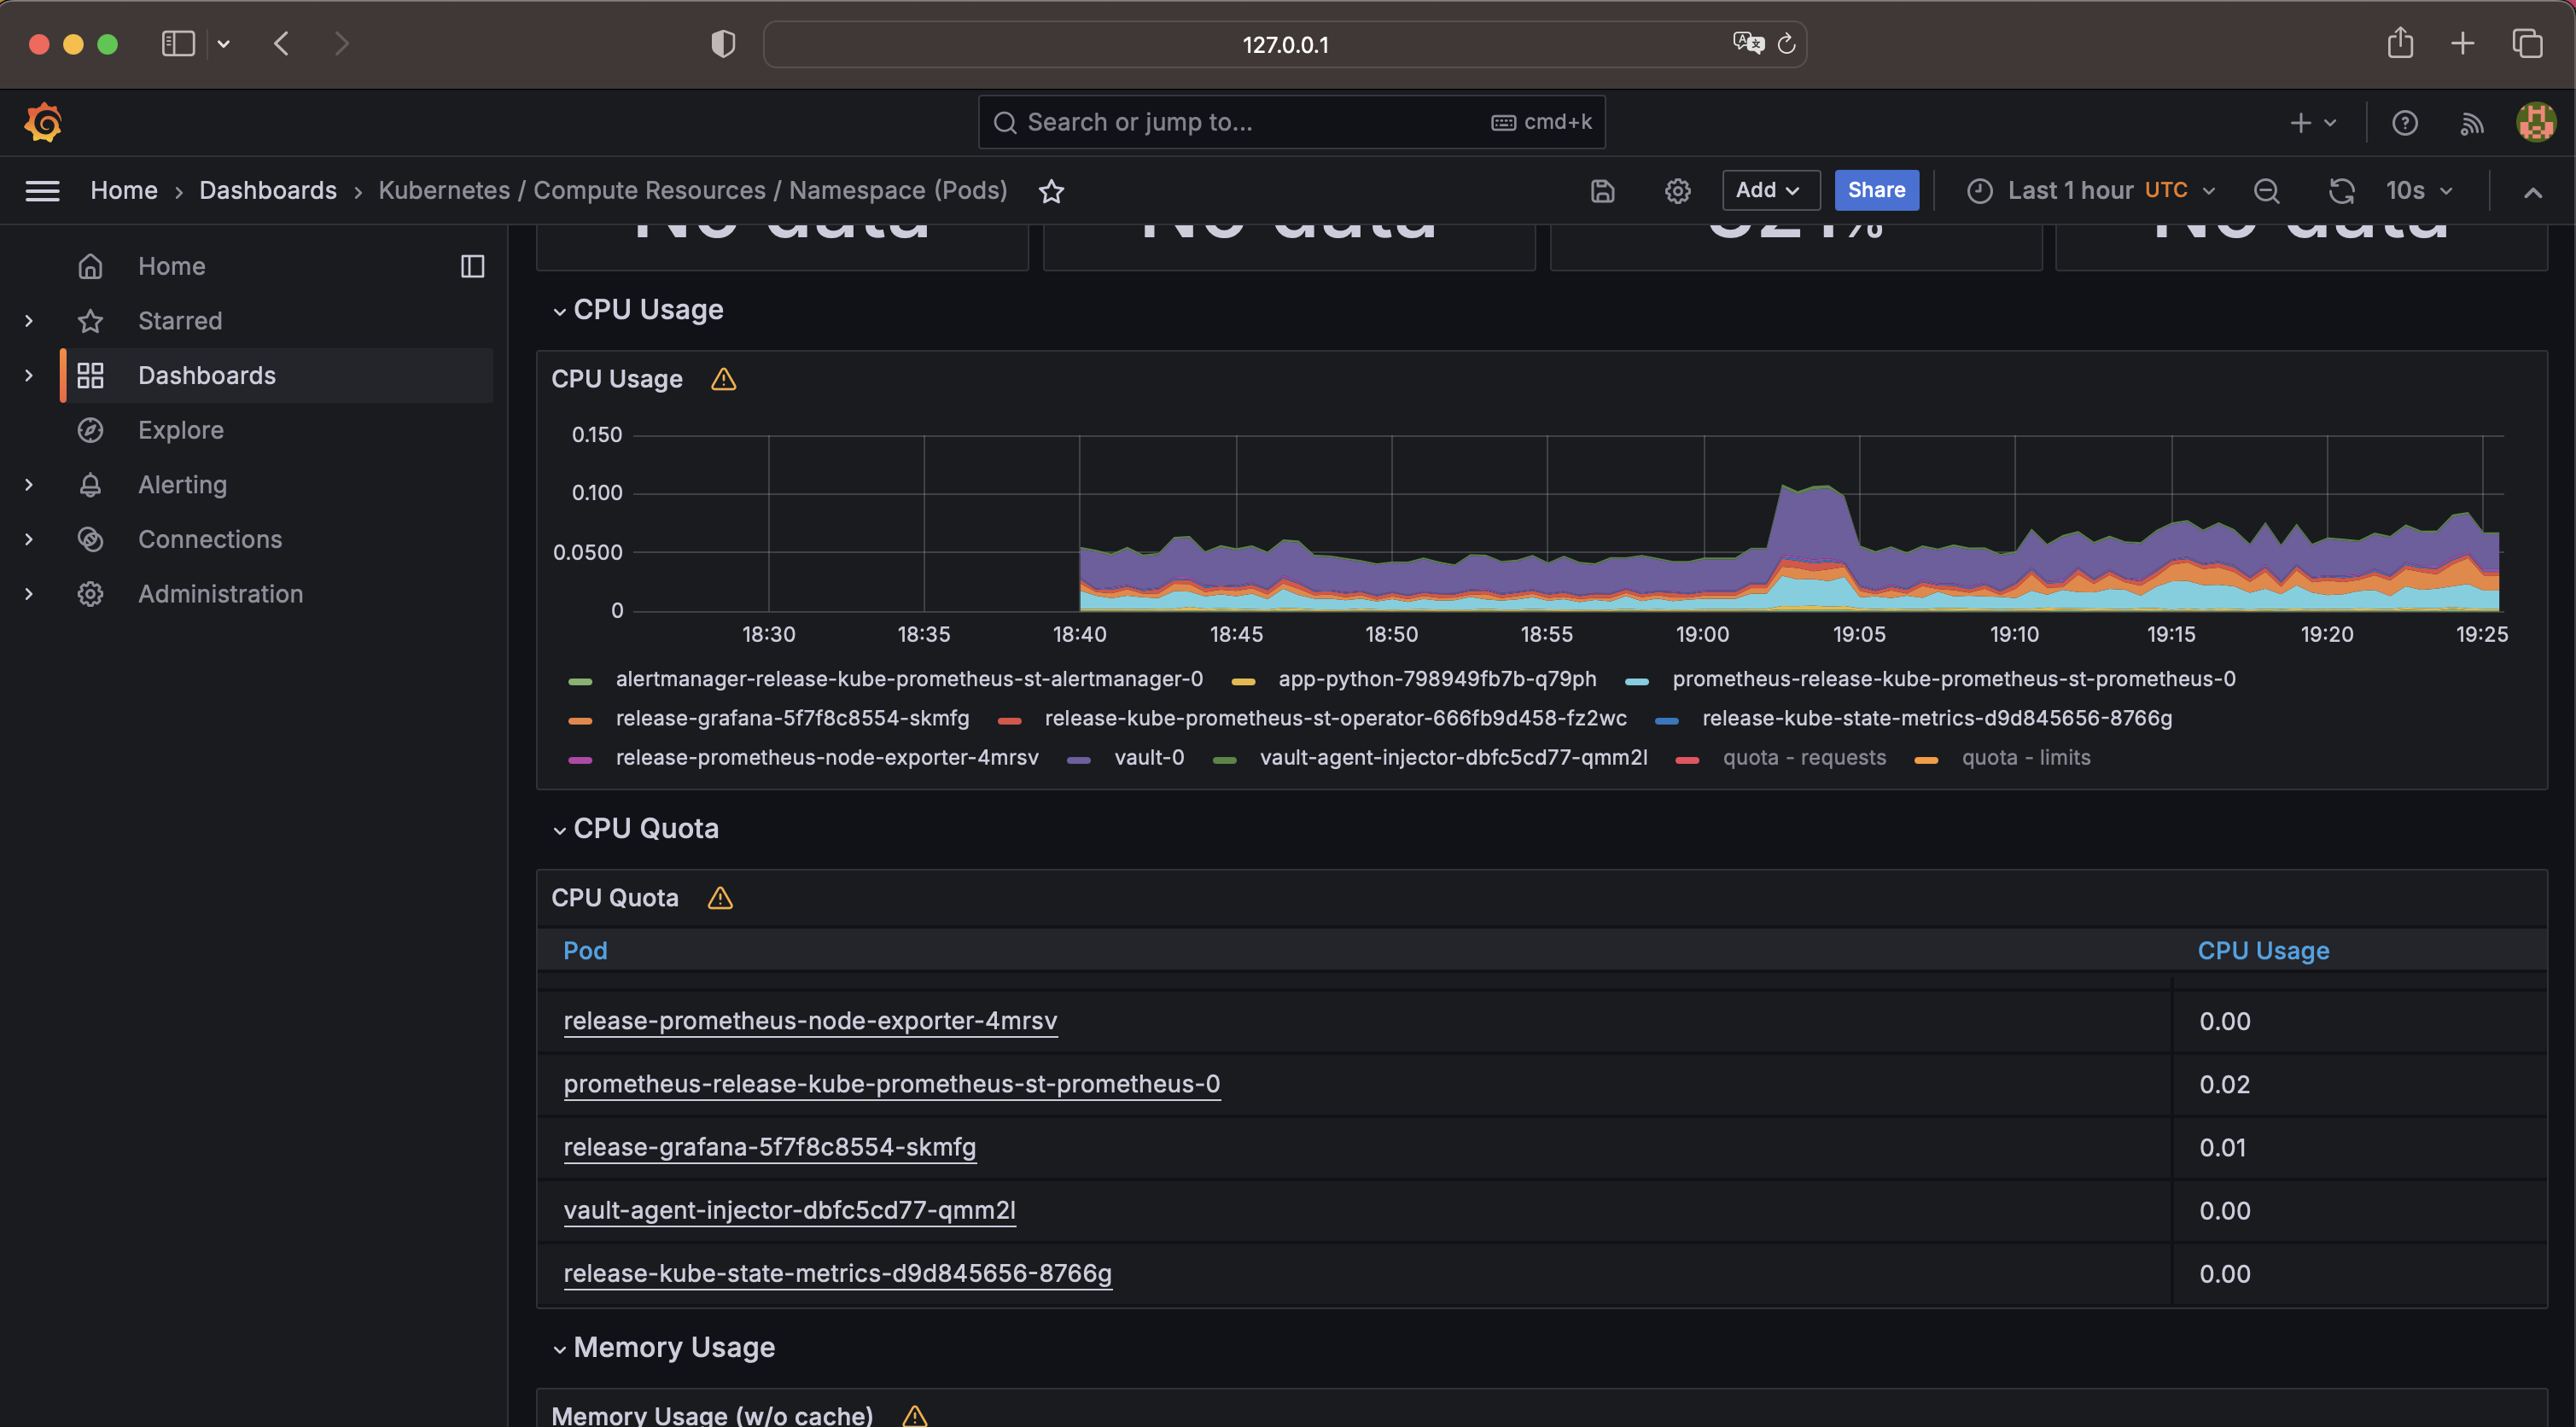 127.0.0.1
Search or jump to... cmd+k
Home › Dashboards › Kubernetes / Compute Resources / Namespace (Pods) Add Share Last 1 hour UTC 10s
No data No data No data
Home
Starred
Dashboards
Explore
Alerting
Connections
Administration
CPU Usage
CPU Usage
0.150
0.100
0.0500
0
18:30 18:35 18:40 18:45 18:50 18:55 19:00 19:05 19:10 19:15 19:20 19:25
alertmanager-release-kube-prometheus-st-alertmanager-0 app-python-798949fb7b-q79ph prometheus-release-kube-prometheus-st-prometheus-0
release-grafana-5f7f8c8554-skmfg release-kube-prometheus-st-operator-666fb9d458-fz2wc release-kube-state-metrics-d9d845656-8766g
release-prometheus-node-exporter-4mrsv vault-0 vault-agent-injector-dbfc5cd77-qmm2l quota - requests quota - limits
CPU Quota
CPU Quota
Pod CPU Usage
release-prometheus-node-exporter-4mrsv 0.00
prometheus-release-kube-prometheus-st-prometheus-0 0.02
release-grafana-5f7f8c8554-skmfg 0.01
vault-agent-injector-dbfc5cd77-qmm2l 0.00
release-kube-state-metrics-d9d845656-8766g 0.00
Memory Usage
Memory Usage (w/o cache)